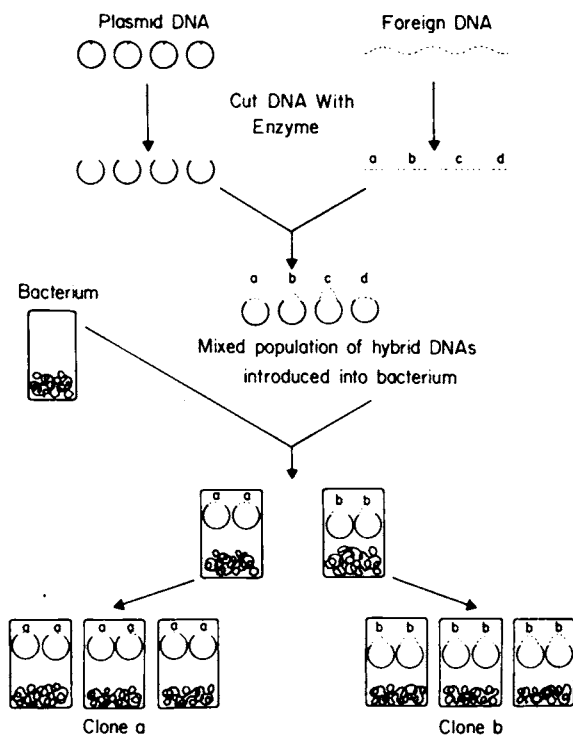 Plasmid DNA
Foreign DNA
Cut DNA With
Enzyme
a b c d
a b c d
Bacterium
Mixed population of hybrid DNAs
introduced into bacterium
a a
b b
a a
a a
a a
b b
b b
b b
Clone a
Clone b